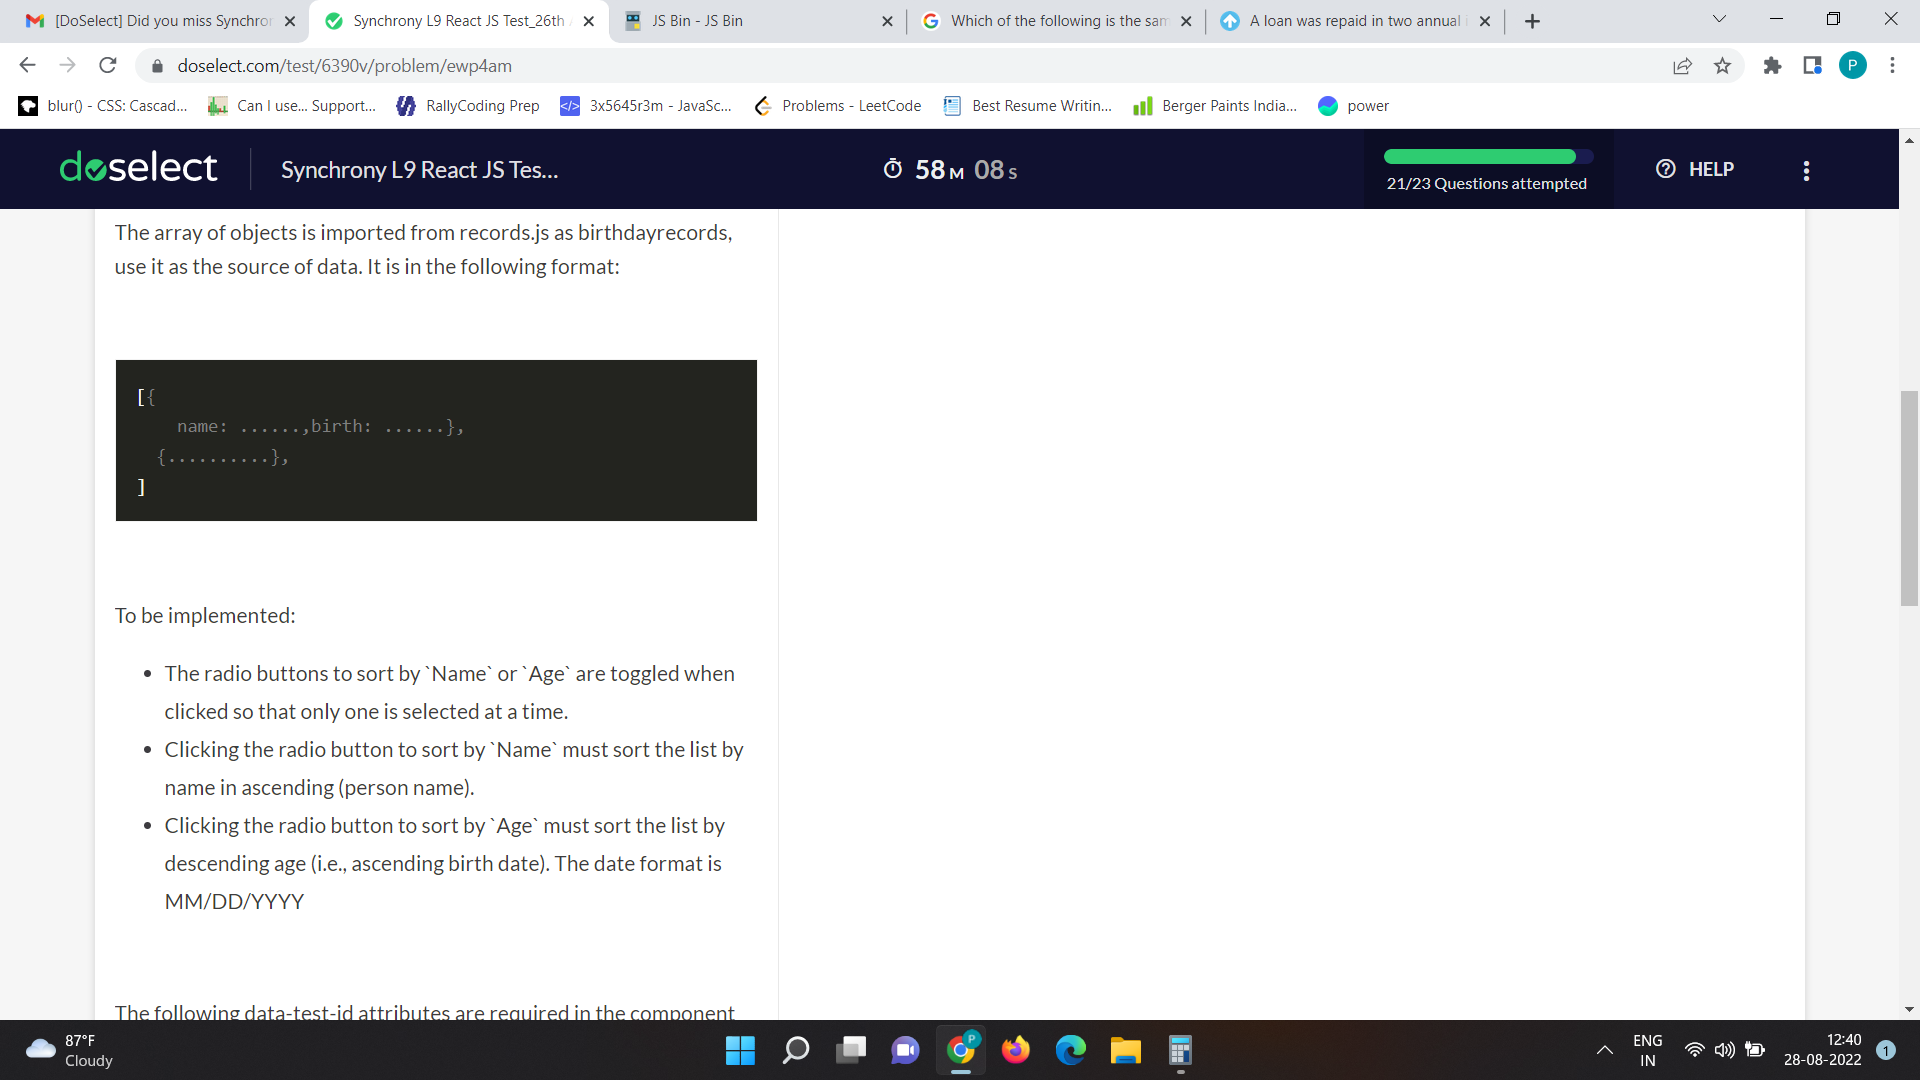 [DoSelect] Did you miss Synchror
Synchrony L9 React JS Test_26th
JS Bin - JS Bin
Which of the following is the sam
A loan was repaid in two annual i
doselect.com/test/6390v/problem/ewp4am
P
blur() - CSS: Cascad...
Can I use... Support...
RallyCoding Prep
3x5645r3m - JavaSc...
Problems - LeetCode
Best Resume Writin...
Berger Paints India...
power
doselect
Synchrony L9 React JS Tes...
58 M 08 S
21/23 Questions attempted
HELP
The array of objects is imported from records.js as birthdayrecords,
use it as the source of data. It is in the following format:
[{
name: ......,birth: ......},
{..........},
]
To be implemented:
• The radio buttons to sort by `Name` or `Age` are toggled when
clicked so that only one is selected at a time.
• Clicking the radio button to sort by `Name` must sort the list by
name in ascending (person name).
• Clicking the radio button to sort by `Age` must sort the list by
descending age (i.e., ascending birth date). The date format is
MM/DD/YYYY
The following data-test-id attributes are required in the component
87°F
Cloudy
P
ENG
IN
12:40
28-08-2022
1